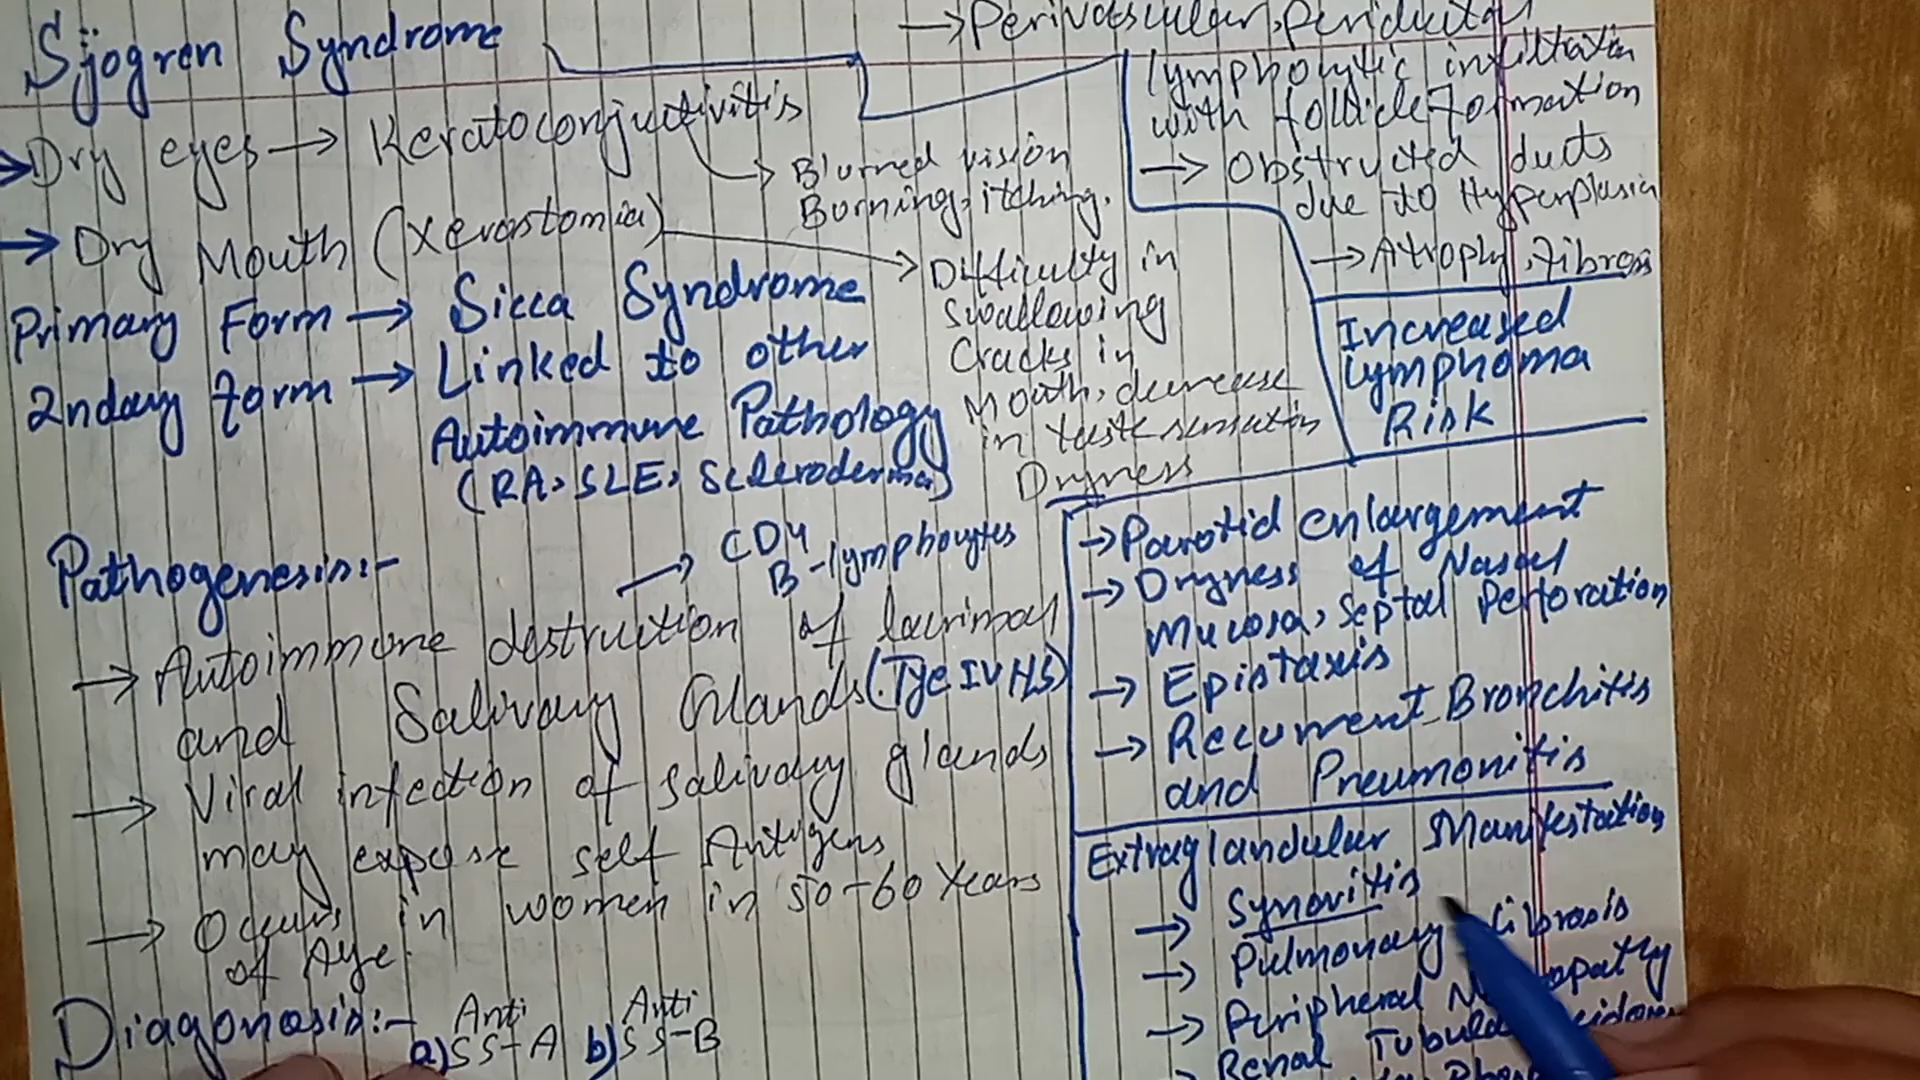 Sjogren Syndrome
Dry eyes → Keratoconjuctivitis
→ Blurred vision
Burning, itching.
→ Dry Mouth (Xerostomia)
→ Difficulty in
Swallowing
Cracks in
Mouth, decrease
in taste sensation
Dryness
Primary Form → Sicca Syndrome
2nday form → Linked to other
Autoimmune Pathology
(RA, SLE, Scleroderma)
Pathogenesis:-
→ CD4
B-lymphocytes
→ Autoimmune destruction of lacrimal
and Salivary Glands (Type IV HS)
→ Viral infection of salivary glands
may expose self Antigens
→ Occurs in women in 50-60 Years
of Age
Diagonosis:-
a) Anti SS-A b) Anti SS-B
→ Perivascular, Periductal
lymphocytic infiltration
with follicle formation
→ Obstructed ducts
due to Hyperplasia
→ Atrophy, Fibrosis
Increased
lymphoma
Risk
→ Parotid enlargement
→ Dryness of Nasal
Mucosa, Septal Perforation
→ Epistaxis
→ Recurrent Bronchitis
and Pneumonitis
Extraglandular Manifestation
→ Synovitis
→ Pulmonary fibrosis
→ Peripheral
Renal